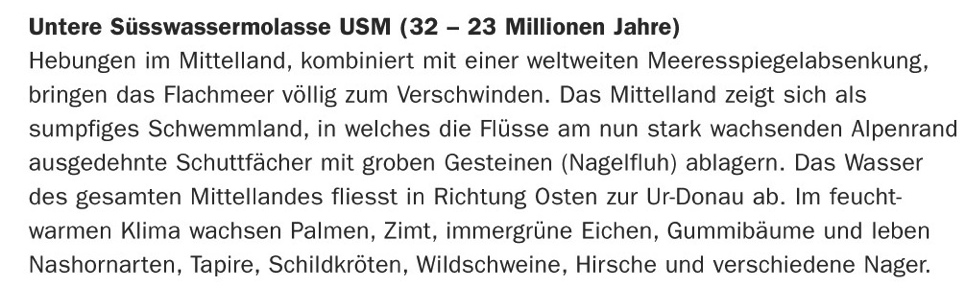 Untere Süsswassermolasse USM (32 – 23 Millionen Jahre)
Hebungen im Mittelland, kombiniert mit einer weltweiten Meeresspiegelabsenkung,
bringen das Flachmeer völlig zum Verschwinden. Das Mittelland zeigt sich als
sumpfiges Schwemmland, in welches die Flüsse am nun stark wachsenden Alpenrand
ausgedehnte Schuttfächer mit groben Gesteinen (Nagelfluh) ablagern. Das Wasser
des gesamten Mittellandes fliesst in Richtung Osten zur Ur-Donau ab. Im feucht-
warmen Klima wachsen Palmen, Zimt, immergrüne Eichen, Gummibäume und leben
Nashornarten, Tapire, Schildkröten, Wildschweine, Hirsche und verschiedene Nager.